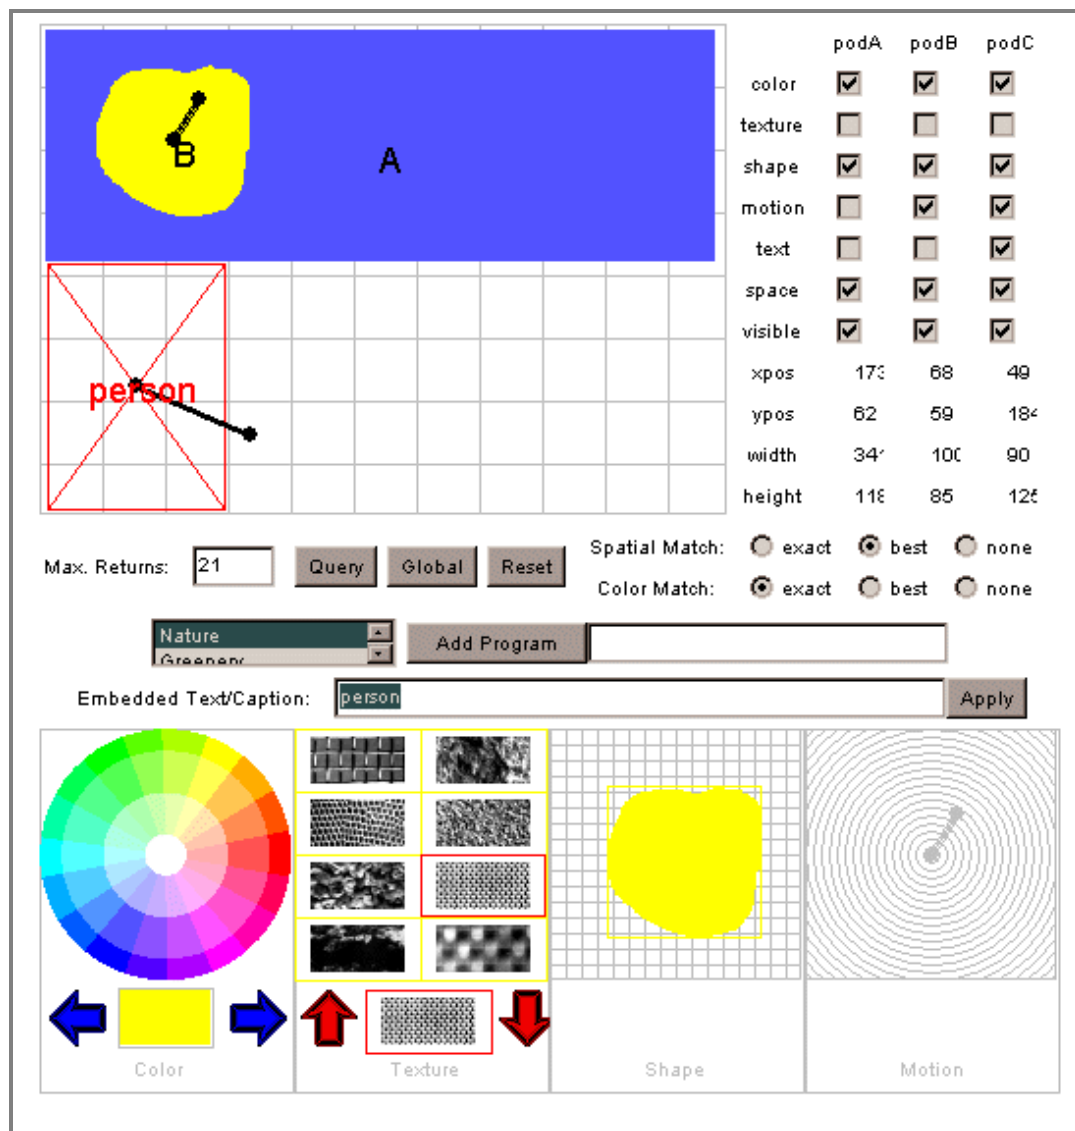 podA podB podC
color
texture
shape
motion
text
space
visible
xpos 173 68 49
ypos 62 59 184
width 341 100 90
height 118 85 125
B
A
person
Max. Returns: 21 Query Global Reset
Spatial Match: exact best none
Color Match: exact best none
Nature
Greenery
Add Program
Embedded Text/Caption: person Apply
Color Texture Shape Motion